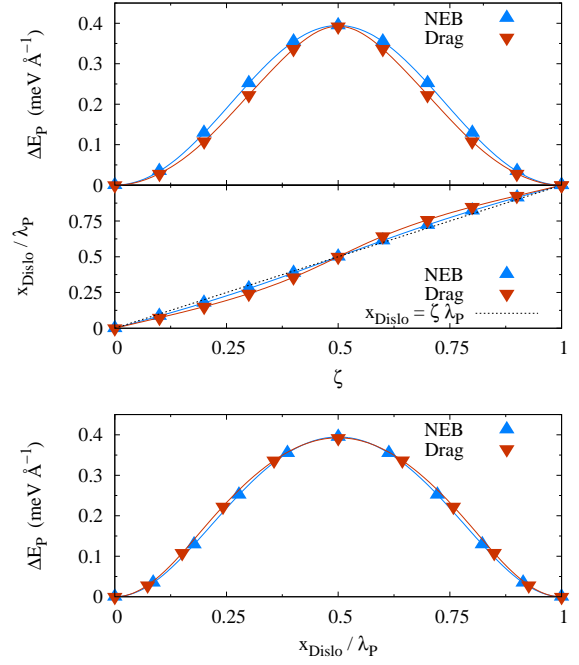 ΔE_P (meV Å⁻¹)
0.4
0.3
0.2
0.1
0
NEB
Drag
x_Dislo / λ_P
0.75
0.5
0.25
0
NEB
Drag
x_Dislo = ζ λ_P
0 0.25 0.5 0.75 1
ζ
ΔE_P (meV Å⁻¹)
0.4
0.3
0.2
0.1
0
NEB
Drag
0 0.25 0.5 0.75 1
x_Dislo / λ_P